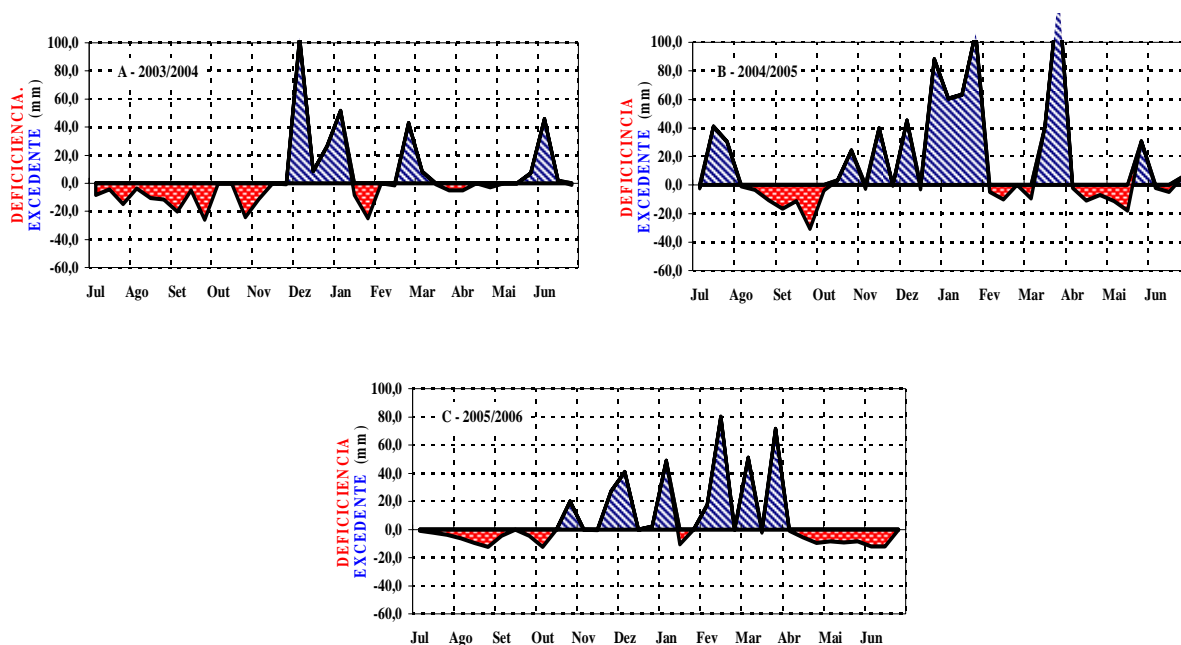 DEFICIENCIA.
EXCEDENTE (mm)
100,0
80,0
60,0
40,0
20,0
0,0
-20,0
-40,0
-60,0
A - 2003/2004
Jul Ago Set Out Nov Dez Jan Fev Mar Abr Mai Jun
DEFICICINCIA
EXCEDENTE (mm)
100,0
80,0
60,0
40,0
20,0
0,0
-20,0
-40,0
-60,0
B - 2004/2005
Jul Ago Set Out Nov Dez Jan Fev Mar Abr Mai Jun
DEFICICIENCIA
EXCEDENTE (mm)
100,0
80,0
60,0
40,0
20,0
0,0
-20,0
-40,0
-60,0
C - 2005/2006
Jul Ago Set Out Nov Dez Jan Fev Mar Abr Mai Jun